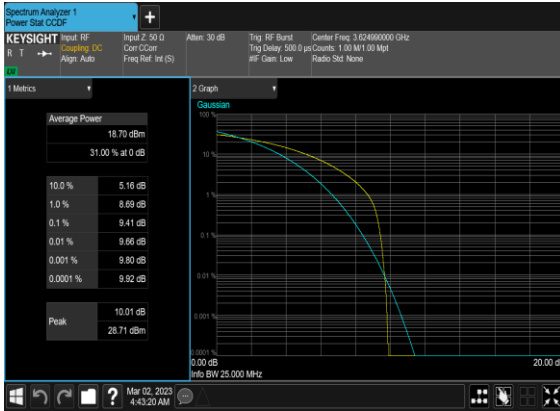 Spectrum Analyzer 1
Power Stat CCDF
KEYSIGHT
R T
LXI
Input: RF
Coupling: DC
Align: Auto
Input Z: 50 Ω
Corr CCorr
Freq Ref: Int (S)
Atten: 30 dB
Trig: RF Burst
Trig Delay: 500.0 µs
#IF Gain: Low
Center Freq: 3.624990000 GHz
Counts: 1.00 M/1.00 Mpt
Radio Std: None
1 Metrics
Average Power
18.70 dBm
31.00 % at 0 dB
10.0 % 5.16 dB
1.0 % 8.69 dB
0.1 % 9.41 dB
0.01 % 9.66 dB
0.001 % 9.80 dB
0.0001 % 9.92 dB
Peak
10.01 dB
28.71 dBm
2 Graph
Gaussian
100 %
10 %
1 %
0.1 %
0.01 %
0.001 %
0.0001 %
0.00 dB
20.00 d
Info BW 25.000 MHz
?
Mar 02, 2023
4:43:20 AM